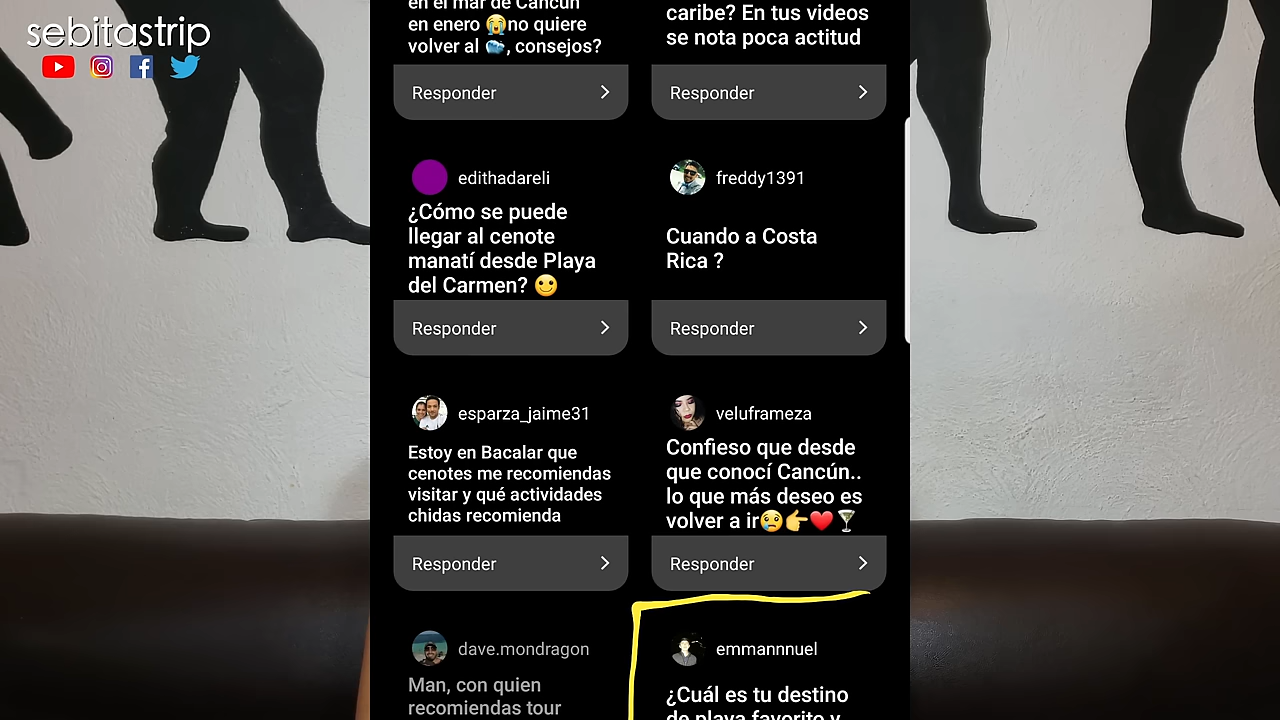 sebitastrip
en el mar de Cancún
en enero 😭no quiere
volver al 🌊, consejos?
Responder
caribe? En tus videos
se nota poca actitud
Responder
edithadareli
¿Cómo se puede
llegar al cenote
manatí desde Playa
del Carmen? 🙂
Responder
freddy1391
Cuando a Costa
Rica ?
Responder
esparza_jaime31
Estoy en Bacalar que
cenotes me recomiendas
visitar y qué actividades
chidas recomienda
Responder
veluframeza
Confieso que desde
que conocí Cancún..
lo que más deseo es
volver a ir😢👉❤️🍸
Responder
dave.mondragon
Man, con quien
recomiendas tour
emmannnuel
¿Cuál es tu destino
de playa favorito y